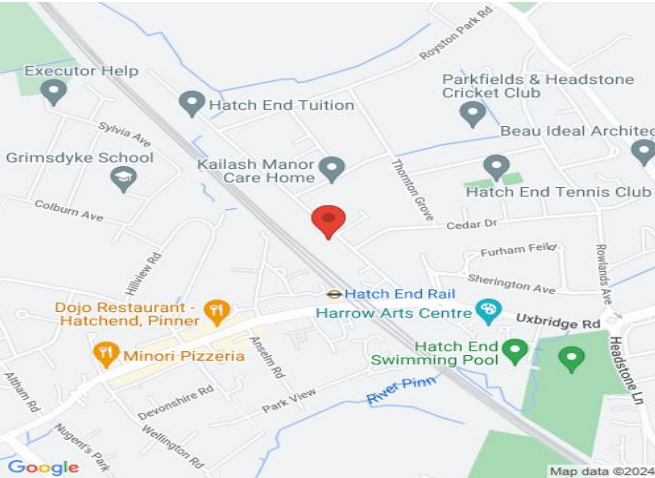 Royston Park Rd
Executor Help
Parkfields & Headstone
Cricket Club
Hatch End Tuition
Sylvia Ave
Beau Ideal Architec
Grimsdyke School
Kailash Manor
Care Home
Thornton Grove
Hatch End Tennis Club
Colburn Ave
Cedar Dr
Hillview Rd
Furham Feild
Rowlands Ave
Sherington Ave
Hatch End Rail
Dojo Restaurant -
Hatchend, Pinner
Harrow Arts Centre
Uxbridge Rd
Minori Pizzeria
Anselm Rd
Hatch End
Swimming Pool
Headstone Ln
Altham Rd
Devonshire Rd
Park View
River Pinn
Nugent's Park
Wellington Rd
Google
Map data ©2024